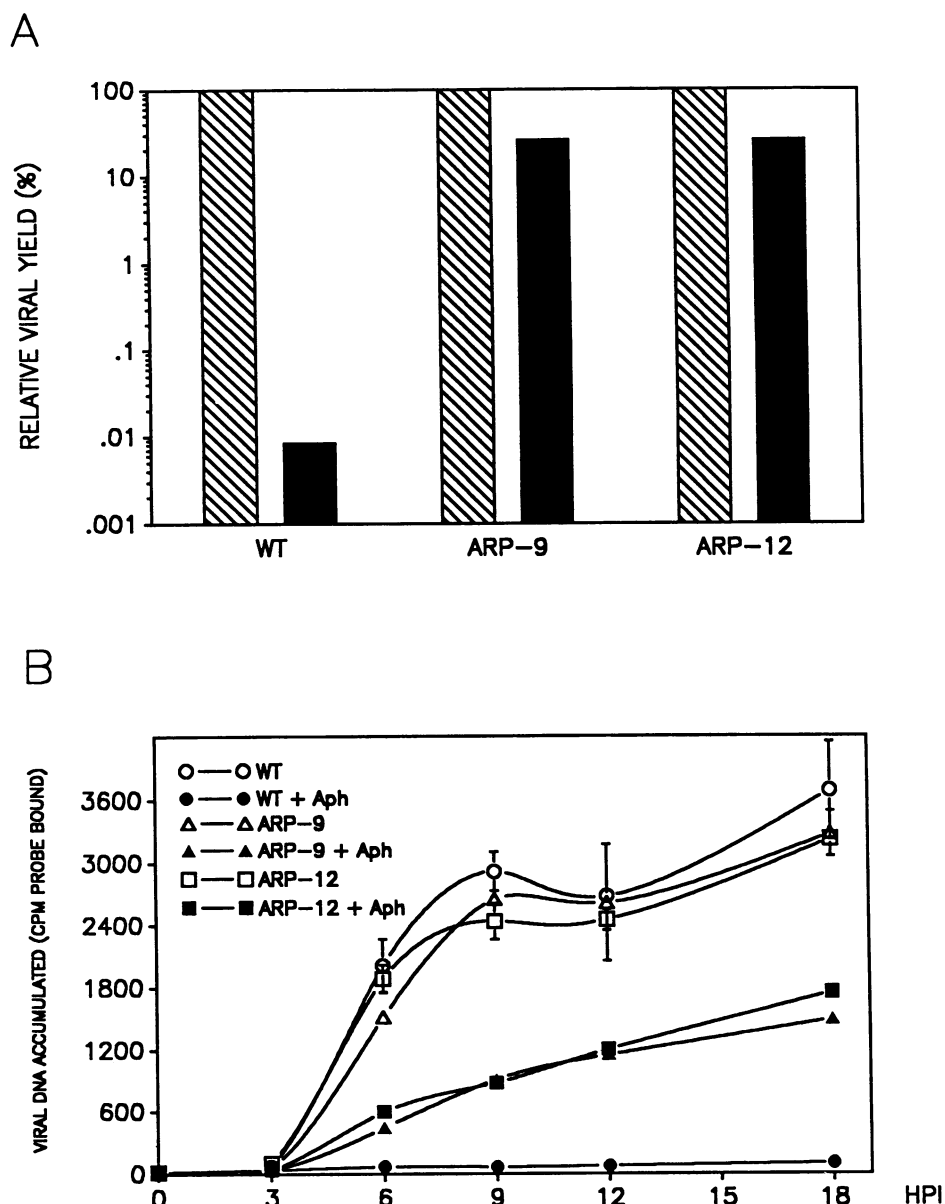 A
RELATIVE VIRAL YIELD (%)
100
10
1
.1
.01
.001
WT
ARP-9
ARP-12
B
VIRAL DNA ACCUMULATED (CPM PROBE BOUND)
3600
3000
2400
1800
1200
600
0
WT
WT + Aph
ARP-9
ARP-9 + Aph
ARP-12
ARP-12 + Aph
0 3 6 9 12 15 18 HPI